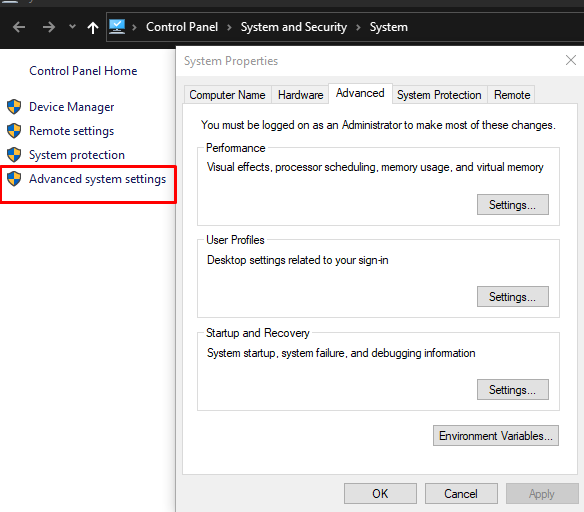 Control Panel > System and Security > System
Control Panel Home
Device Manager
Remote settings
System protection
Advanced system settings
System Properties
Computer Name Hardware Advanced System Protection Remote
You must be logged on as an Administrator to make most of these changes.
Performance
Visual effects, processor scheduling, memory usage, and virtual memory
Settings...
User Profiles
Desktop settings related to your sign-in
Settings...
Startup and Recovery
System startup, system failure, and debugging information
Settings...
Environment Variables...
OK Cancel Apply